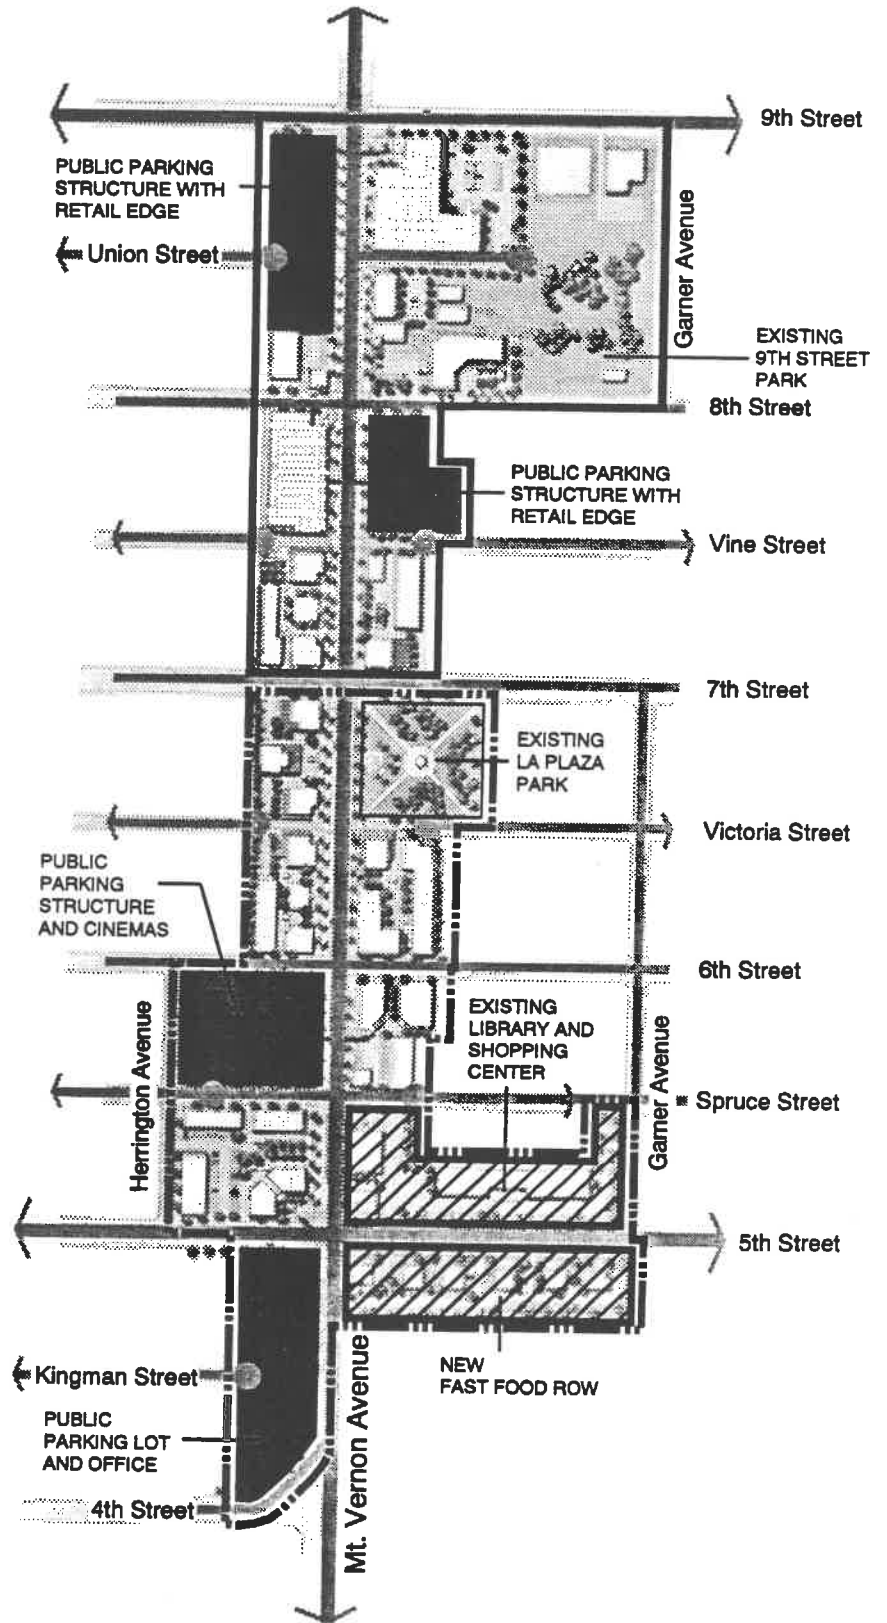 9th Street
PUBLIC PARKING
STRUCTURE WITH
RETAIL EDGE
Union Street
Garner Avenue
EXISTING
9TH STREET
PARK
8th Street
PUBLIC PARKING
STRUCTURE WITH
RETAIL EDGE
Vine Street
7th Street
EXISTING
LA PLAZA
PARK
Victoria Street
PUBLIC
PARKING
STRUCTURE
AND CINEMAS
6th Street
Herrington Avenue
EXISTING
LIBRARY AND
SHOPPING
CENTER
Garner Avenue
Spruce Street
5th Street
NEW
FAST FOOD ROW
Kingman Street
PUBLIC
PARKING LOT
AND OFFICE
4th Street
Mt. Vernon Avenue